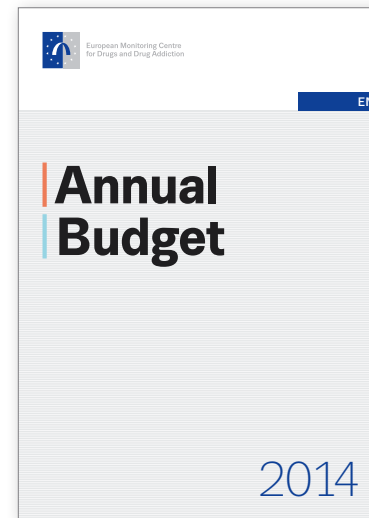 European Monitoring Centre
for Drugs and Drug Addiction
EN
Annual
Budget
2014